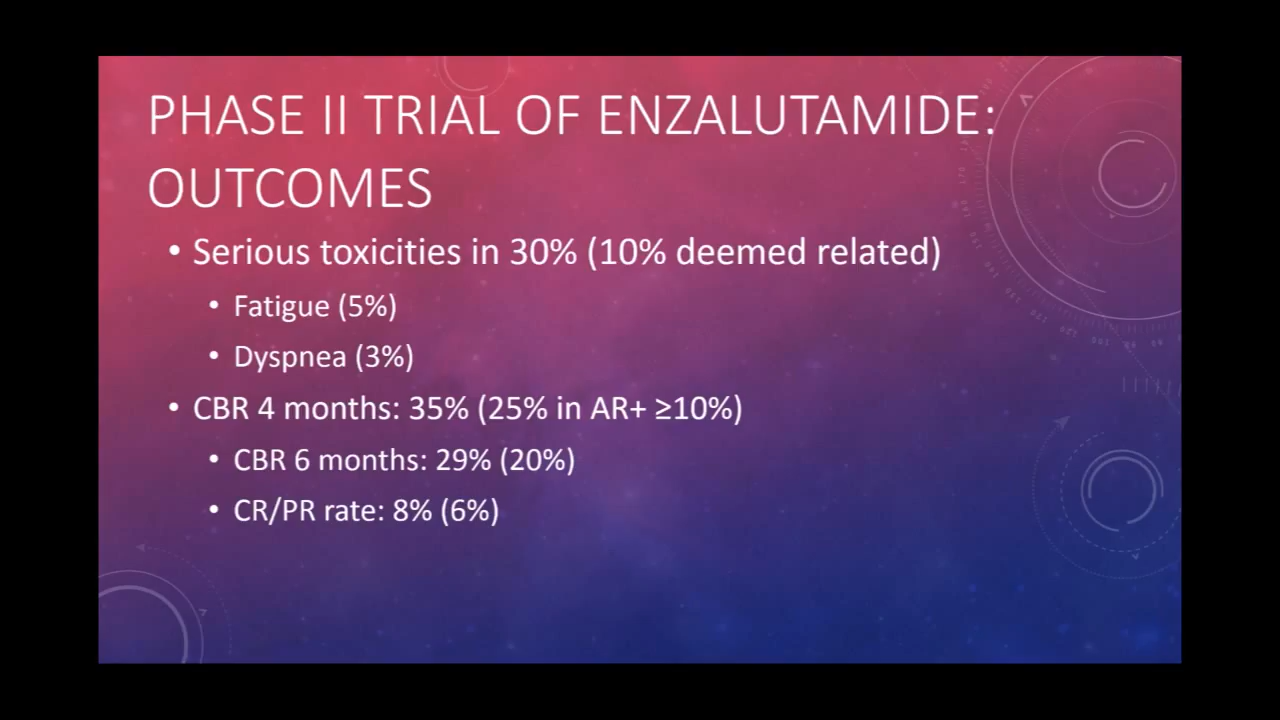 PHASE II TRIAL OF ENZALUTAMIDE:
OUTCOMES
• Serious toxicities in 30% (10% deemed related)
• Fatigue (5%)
• Dyspnea (3%)
• CBR 4 months: 35% (25% in AR+ ≥10%)
• CBR 6 months: 29% (20%)
• CR/PR rate: 8% (6%)